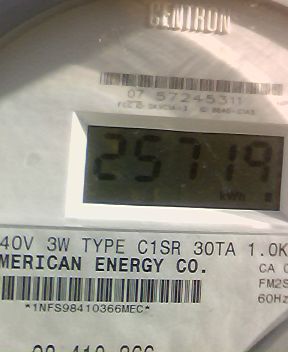 CENTRON
07 57245311
25719
kWh
40V 3W TYPE C1SR 30TA 1.0K
MERICAN ENERGY CO.
CA 0
FM2S
60Hz
*1NFS98410366MEC*